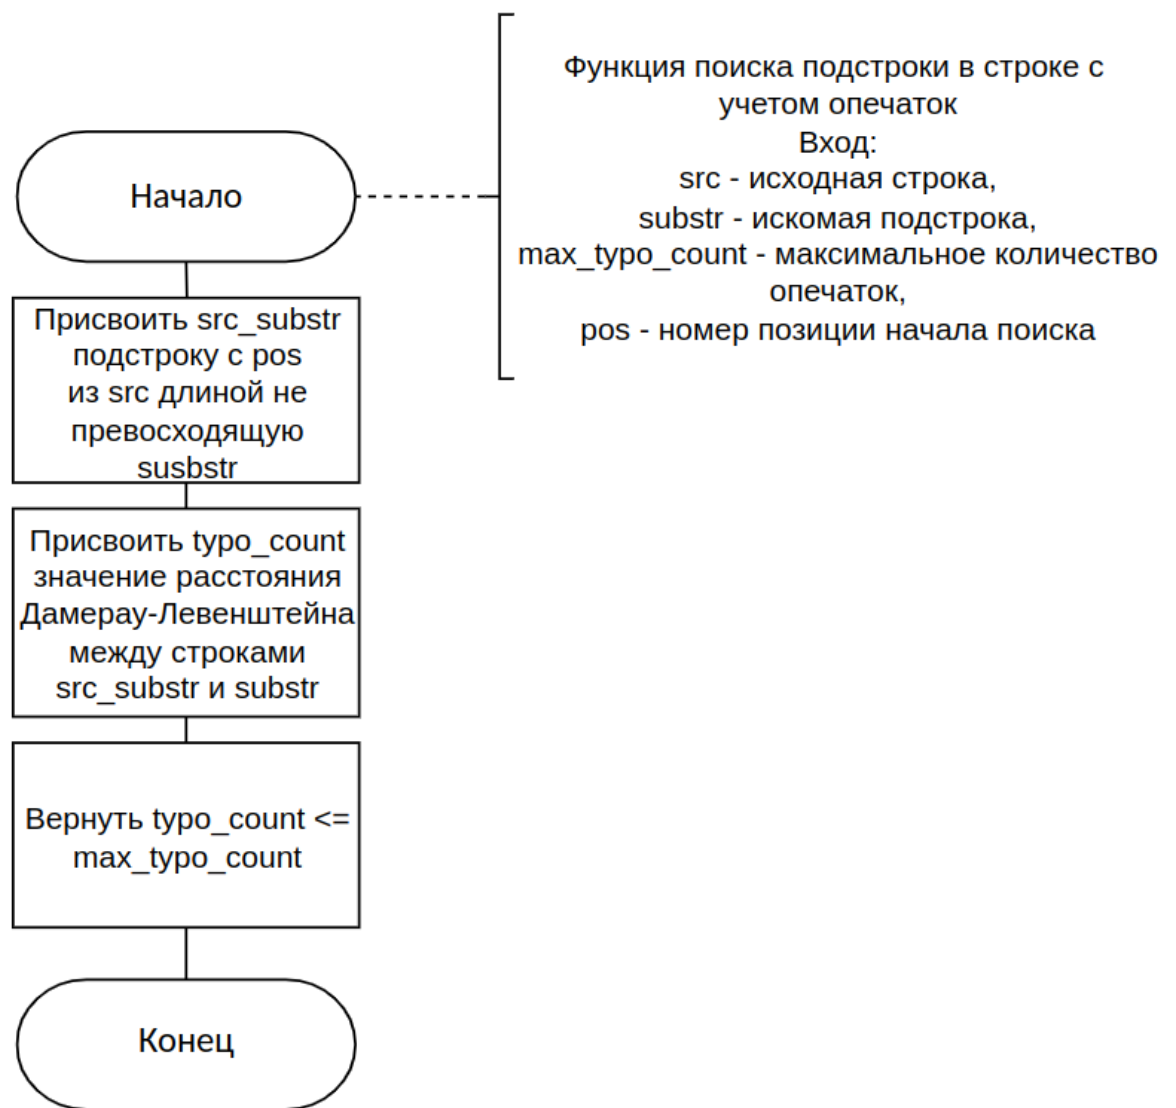 Функция поиска подстроки в строке с
учетом опечаток
Вход:
src - исходная строка,
substr - искомая подстрока,
max_typo_count - максимальное количество
опечаток,
pos - номер позиции начала поиска
Начало
Присвоить src_substr
подстроку с pos
из src длиной не
превосходящую
susbstr
Присвоить typo_count
значение расстояния
Дамерау-Левенштейна
между строками
src_substr и substr
Вернуть typo_count <=
max_typo_count
Конец